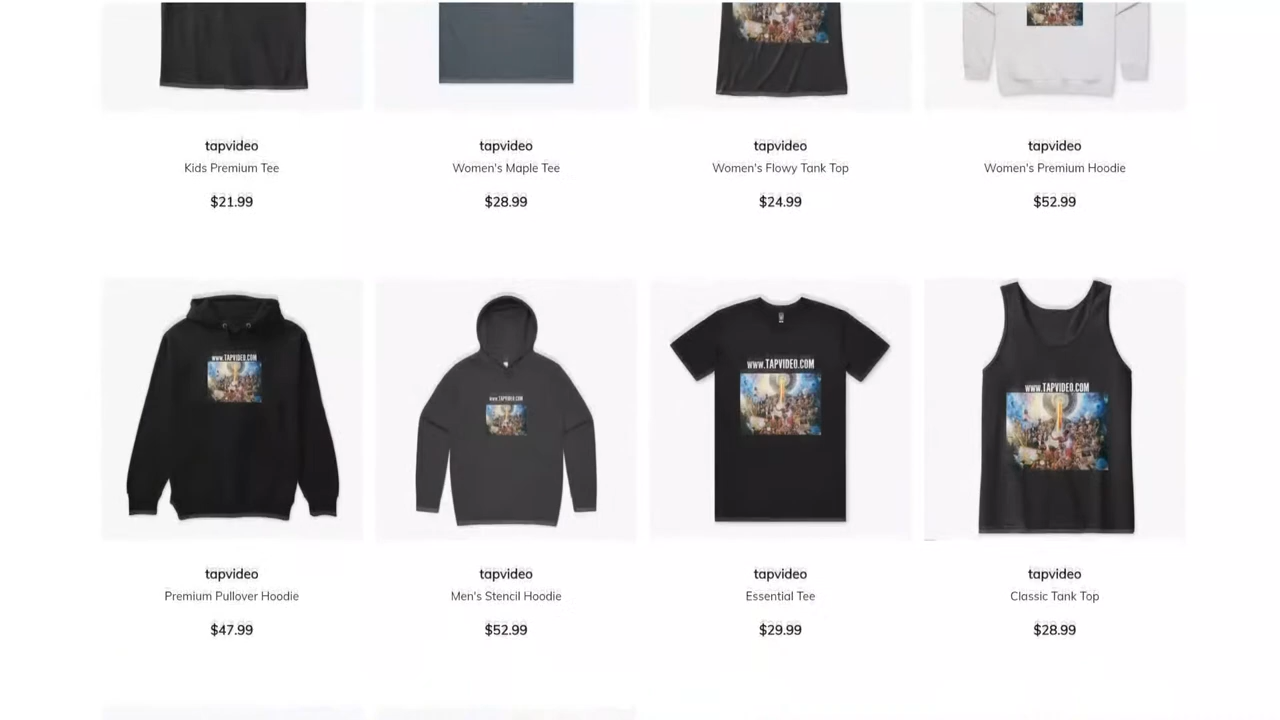 tapvideo
Kids Premium Tee
$21.99
tapvideo
Women's Maple Tee
$28.99
tapvideo
Women's Flowy Tank Top
$24.99
tapvideo
Women's Premium Hoodie
$52.99
www.TAPVIDEO.COM
www.TAPVIDEO.COM
www.TAPVIDEO.COM
www.TAPVIDEO.COM
tapvideo
Premium Pullover Hoodie
$47.99
tapvideo
Men's Stencil Hoodie
$52.99
tapvideo
Essential Tee
$29.99
tapvideo
Classic Tank Top
$28.99